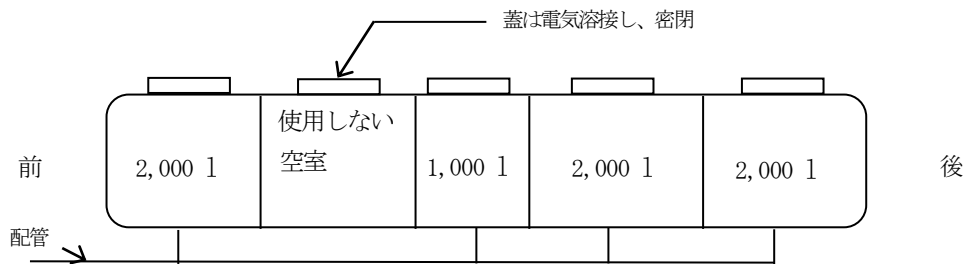 蓋は電気溶接し、密閉
使用しない
空室
前
2,000 l
1,000 l
2,000 l
2,000 l
後
配管